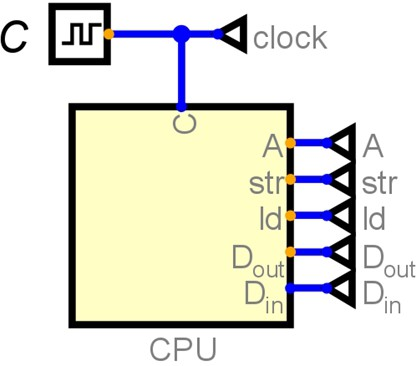 C
clock
C
A A
str str
ld ld
Dout Dout
Din Din
CPU